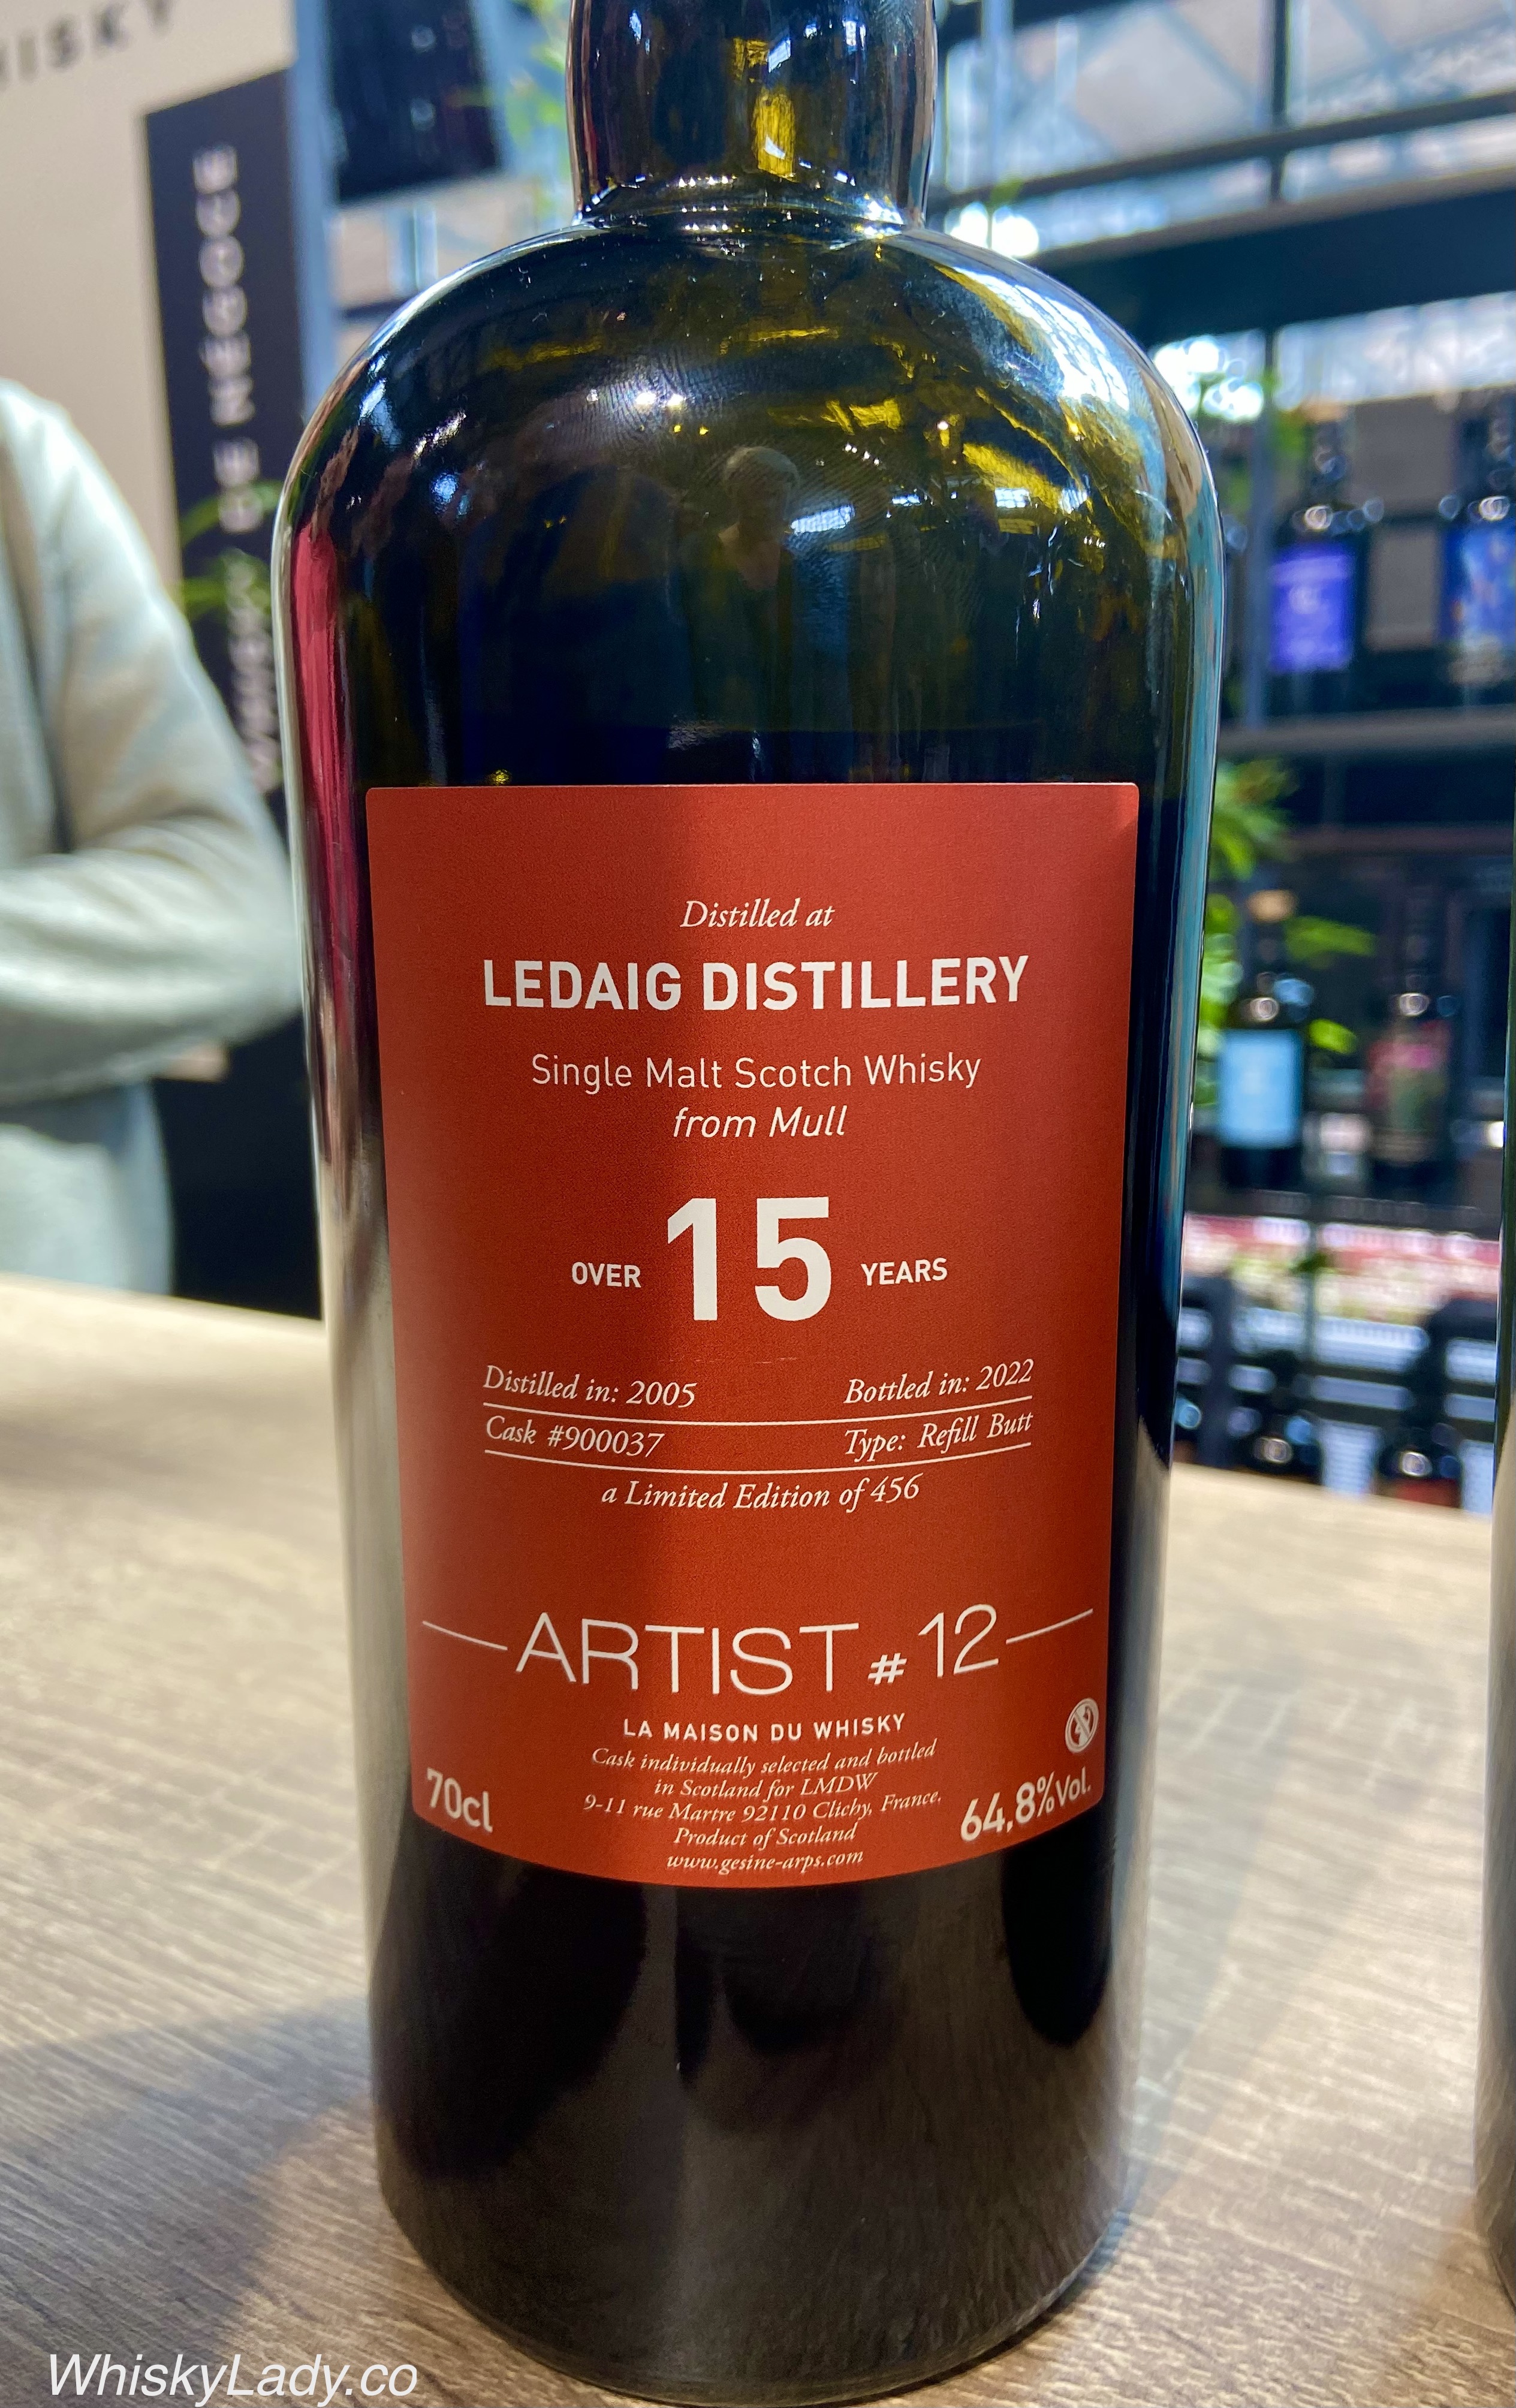 Distilled at
LEDAIG DISTILLERY
Single Malt Scotch Whisky
from Mull
OVER 15 YEARS
Distilled in: 2005 Bottled in: 2022
Cask #900037 Type: Refill Butt
a Limited Edition of 456
ARTIST #12
LA MAISON DU WHISKY
Cask individually selected and bottled
in Scotland for LMDW
9-11 rue Martre 92110 Clichy, France.
Product of Scotland
www.gesine-arps.com
70cl
64,8%Vol.
WhiskyLady.co